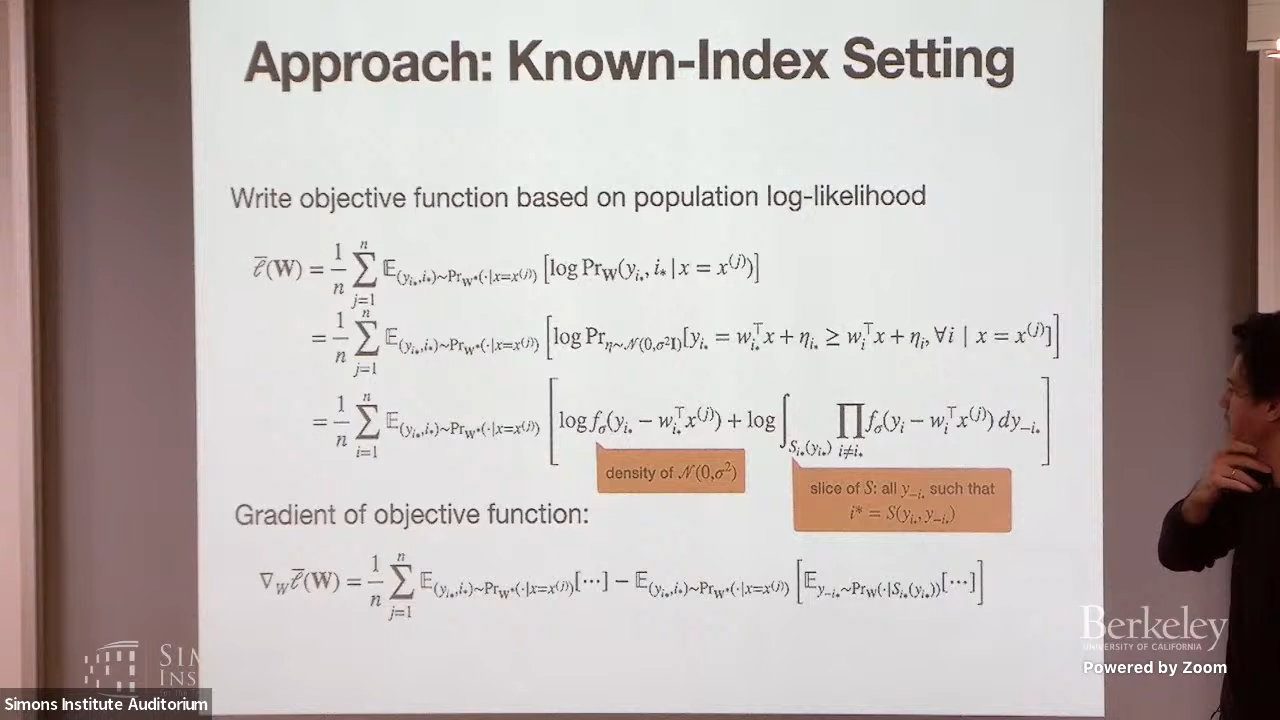 Approach: Known-Index Setting
Write objective function based on population log-likelihood
ℓ̅(W) = 1/n ∑_{j=1}^{n} 𝔼_{(y_{i*},i*)∼Pr_{W*}(·|x=x^{(j)})} [log Pr_W(y_{i*}, i* | x = x^{(j)})]
= 1/n ∑_{j=1}^{n} 𝔼_{(y_{i*},i*)∼Pr_{W*}(·|x=x^{(j)})} [log Pr_{η∼𝒩(0,σ²I)}[y_{i*} = w_{i*}^⊤x + η_{i*} ≥ w_i^⊤x + η_i, ∀i | x = x^{(j)}]]
= 1/n ∑_{i=1}^{n} 𝔼_{(y_{i*},i*)∼Pr_{W*}(·|x=x^{(j)})} [log f_σ(y_{i*} − w_{i*}^⊤x^{(j)}) + log ∫_{S_{i*}(y_{i*})} ∏_{i≠i*} f_σ(y_i − w_i^⊤x^{(j)}) dy_{−i*}]
density of 𝒩(0,σ²)
slice of S: all y_{−i*} such that
i* = S(y_{i*}, y_{−i*})
Gradient of objective function:
∇_W ℓ̅(W) = 1/n ∑_{j=1}^{n} 𝔼_{(y_{i*},i*)∼Pr_{W*}(·|x=x^{(j)})}[⋯] − 𝔼_{(y_{i*},i*)∼Pr_{W*}(·|x=x^{(j)})} [𝔼_{y_{−i*}∼Pr_W(·|S_{i*}(y_{i*}))}[⋯]]
Berkeley
UNIVERSITY OF CALIFORNIA
Powered by Zoom
SIM
INS
Simons Institute Auditorium